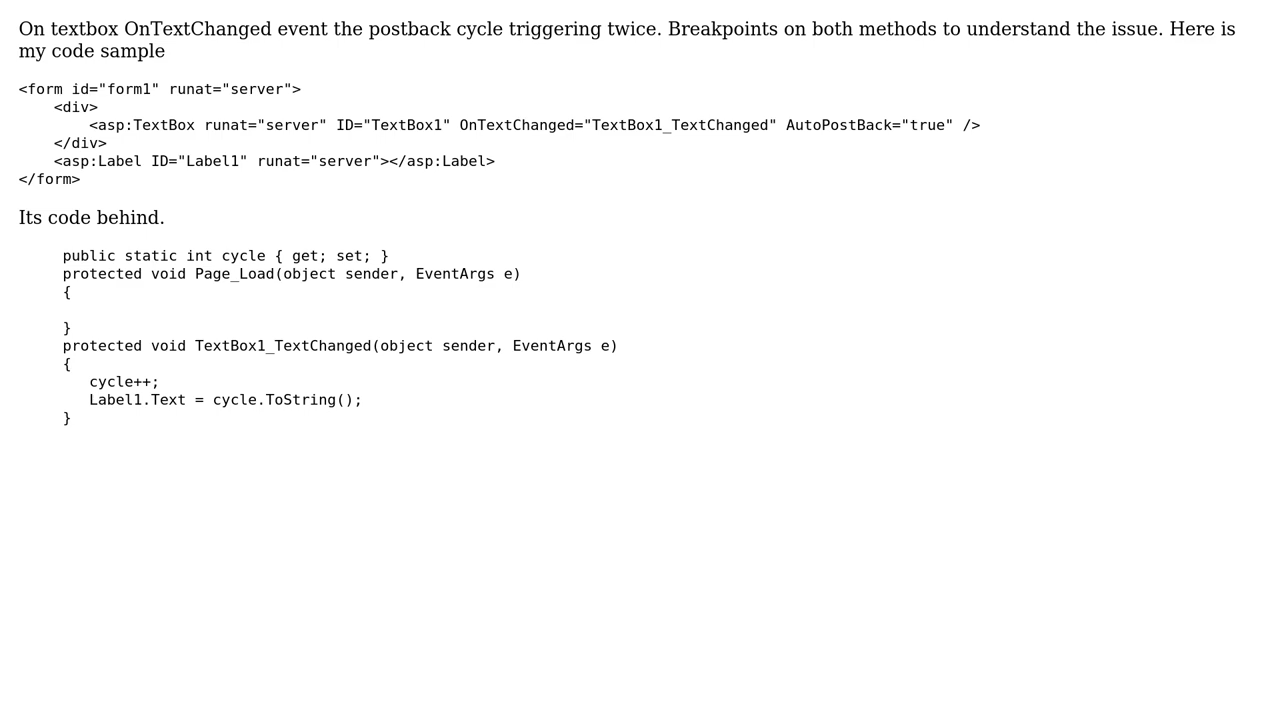 On textbox OnTextChanged event the postback cycle triggering twice. Breakpoints on both methods to understand the issue. Here is
my code sample
<form id="form1" runat="server">
    <div>
        <asp:TextBox runat="server" ID="TextBox1" OnTextChanged="TextBox1_TextChanged" AutoPostBack="true" />
    </div>
    <asp:Label ID="Label1" runat="server"></asp:Label>
</form>
Its code behind.
     public static int cycle { get; set; }
     protected void Page_Load(object sender, EventArgs e)
     {
     }
     protected void TextBox1_TextChanged(object sender, EventArgs e)
     {
        cycle++;
        Label1.Text = cycle.ToString();
     }